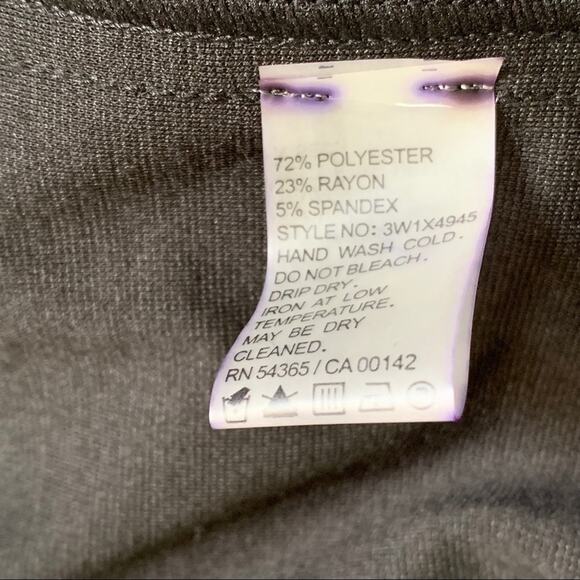 72% POLYESTER
23% RAYON
5% SPANDEX
STYLE NO: 3W1X4945
HAND WASH COLD.
DO NOT BLEACH.
DRIP DRY.
IRON AT LOW
TEMPERATURE.
MAY BE DRY
CLEANED.
RN 54365 / CA 00142